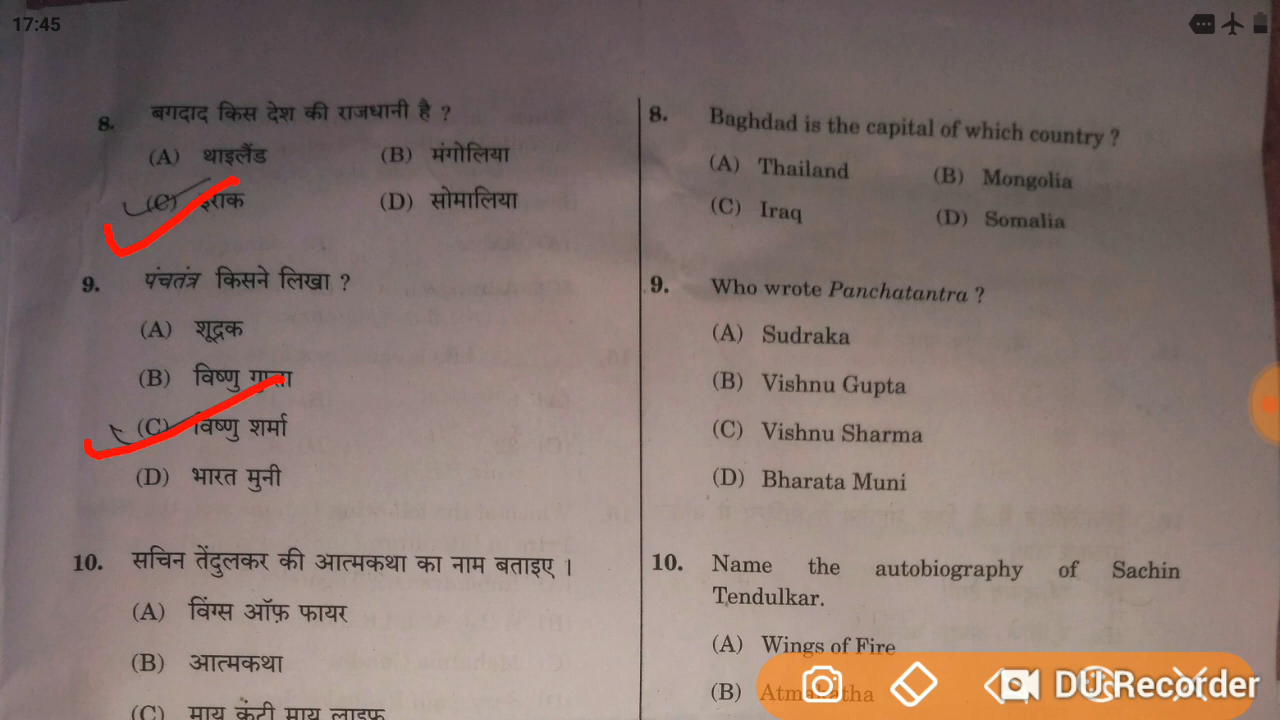 17:45
8. बगदाद किस देश की राजधानी है ?
(A) थाइलैंड (B) मंगोलिया
(C) इराक (D) सोमालिया
9. पंचतंत्र किसने लिखा ?
(A) शूद्रक
(B) विष्णु गुप्ता
(C) विष्णु शर्मा
(D) भारत मुनी
10. सचिन तेंदुलकर की आत्मकथा का नाम बताइए ।
(A) विंग्स ऑफ़ फायर
(B) आत्मकथा
(C) माय कंट्री माय लाइफ
8. Baghdad is the capital of which country ?
(A) Thailand (B) Mongolia
(C) Iraq (D) Somalia
9. Who wrote Panchatantra ?
(A) Sudraka
(B) Vishnu Gupta
(C) Vishnu Sharma
(D) Bharata Muni
10. Name the autobiography of Sachin
Tendulkar.
(A) Wings of Fire
(B) Atmakatha
DU Recorder